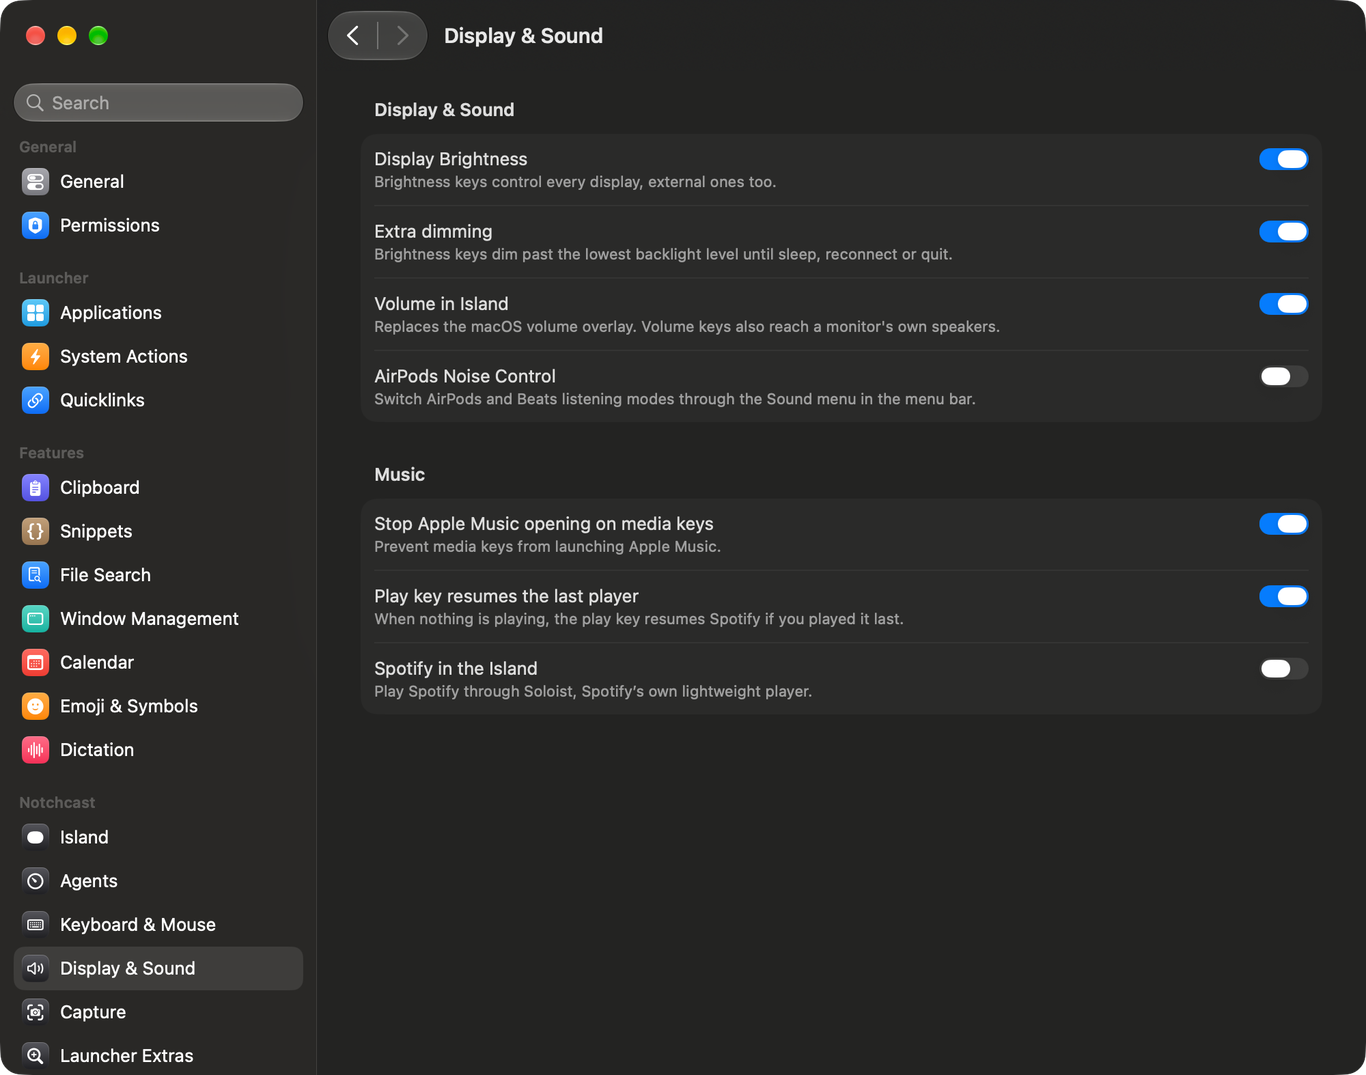 Search
General
General
Permissions
Launcher
Applications
System Actions
Quicklinks
Features
Clipboard
Snippets
File Search
Window Management
Calendar
Emoji & Symbols
Dictation
Notchcast
Island
Agents
Keyboard & Mouse
Display & Sound
Capture
Launcher Extras
Display & Sound
Display & Sound
Display Brightness
Brightness keys control every display, external ones too.
Extra dimming
Brightness keys dim past the lowest backlight level until sleep, reconnect or quit.
Volume in Island
Replaces the macOS volume overlay. Volume keys also reach a monitor's own speakers.
AirPods Noise Control
Switch AirPods and Beats listening modes through the Sound menu in the menu bar.
Music
Stop Apple Music opening on media keys
Prevent media keys from launching Apple Music.
Play key resumes the last player
When nothing is playing, the play key resumes Spotify if you played it last.
Spotify in the Island
Play Spotify through Soloist, Spotify’s own lightweight player.